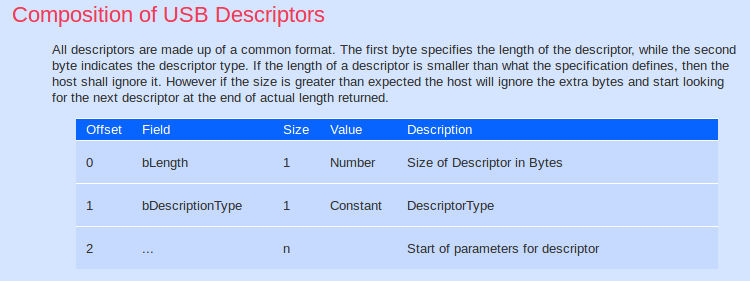 Composition of USB Descriptors
All descriptors are made up of a common format. The first byte specifies the length of the descriptor, while the second
byte indicates the descriptor type. If the length of a descriptor is smaller than what the specification defines, then the
host shall ignore it. However if the size is greater than expected the host will ignore the extra bytes and start looking
for the next descriptor at the end of actual length returned.
Offset Field Size Value Description
0 bLength 1 Number Size of Descriptor in Bytes
1 bDescriptionType 1 Constant DescriptorType
2 ... n Start of parameters for descriptor